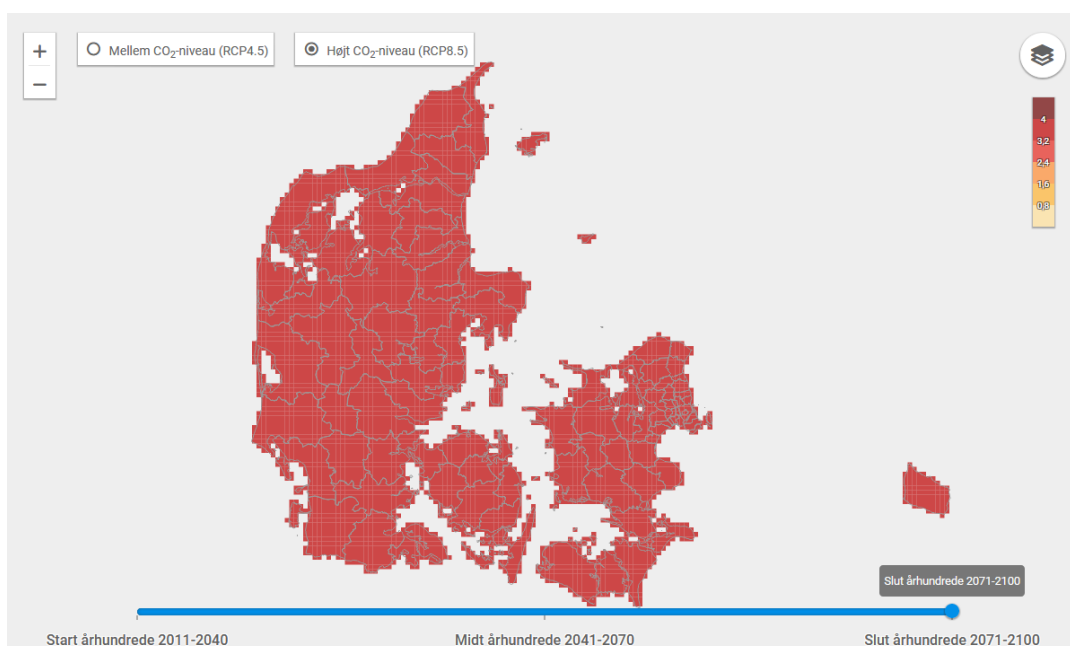 +
Mellem CO₂-niveau (RCP4.5)
Højt CO₂-niveau (RCP8.5)
−
4
3,2
2,4
1,6
0,8
Slut århundrede 2071-2100
Start århundrede 2011-2040
Midt århundrede 2041-2070
Slut århundrede 2071-2100